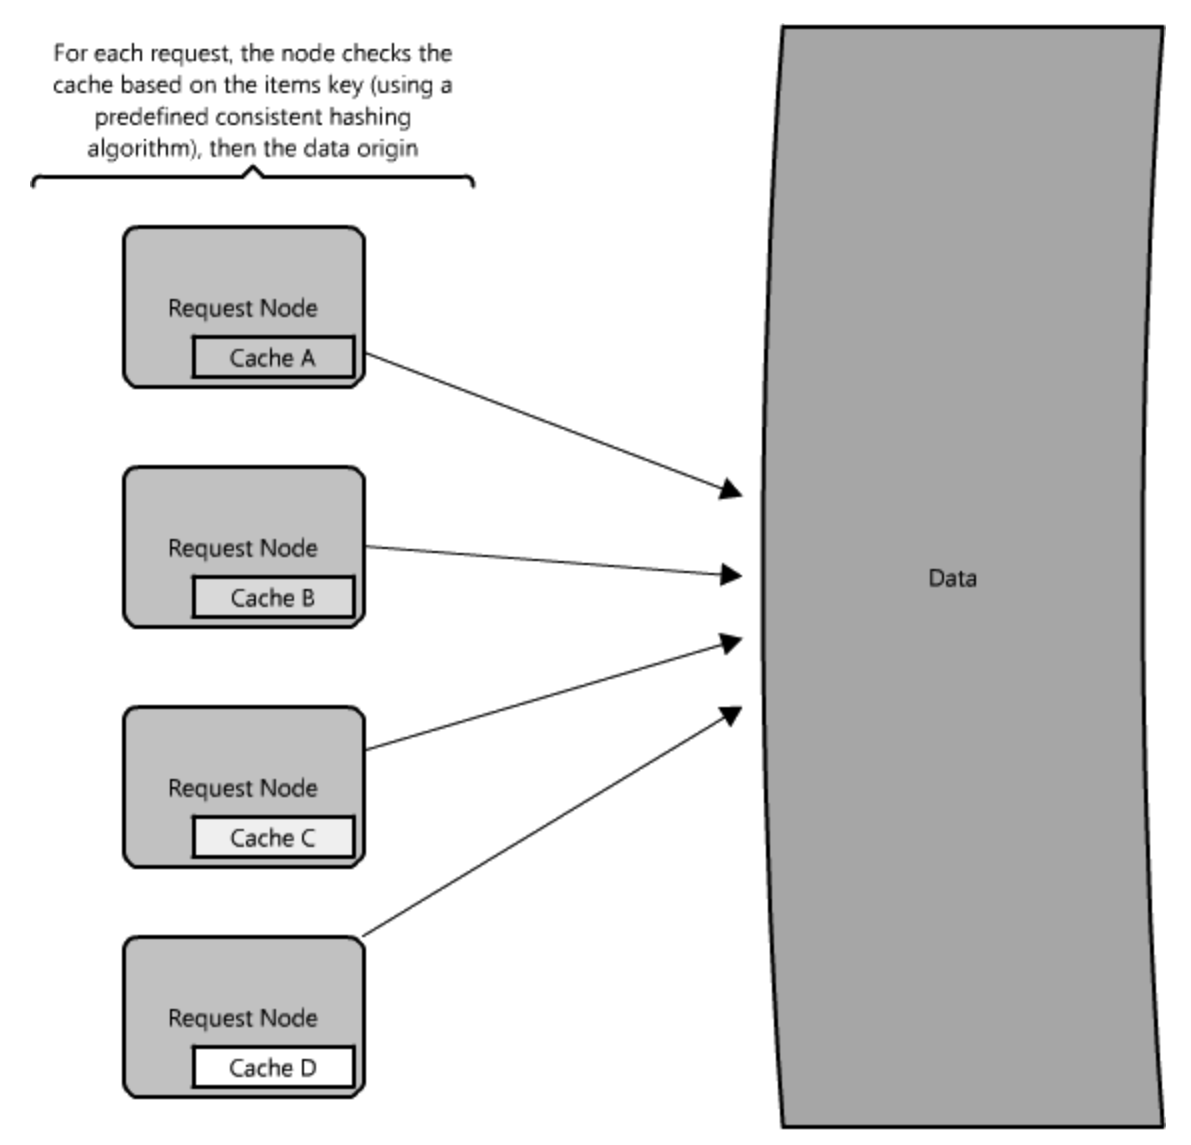 For each request, the node checks the
cache based on the items key (using a
predefined consistent hashing
algorithm), then the data origin
Request Node
Cache A
Request Node
Cache B
Data
Request Node
Cache C
Request Node
Cache D